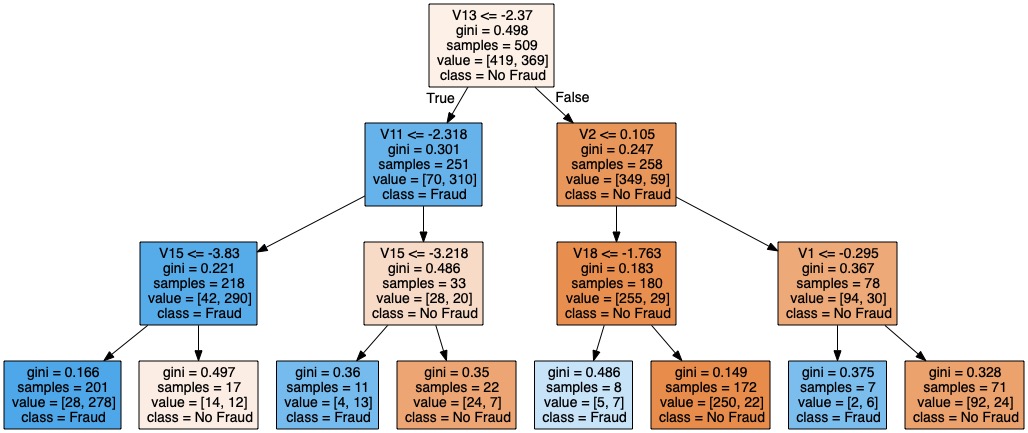 V13 <= -2.37
gini = 0.498
samples = 509
value = [419, 369]
class = No Fraud
True
False
V11 <= -2.318
gini = 0.301
samples = 251
value = [70, 310]
class = Fraud
V2 <= 0.105
gini = 0.247
samples = 258
value = [349, 59]
class = No Fraud
V15 <= -3.83
gini = 0.221
samples = 218
value = [42, 290]
class = Fraud
V15 <= -3.218
gini = 0.486
samples = 33
value = [28, 20]
class = No Fraud
V18 <= -1.763
gini = 0.183
samples = 180
value = [255, 29]
class = No Fraud
V1 <= -0.295
gini = 0.367
samples = 78
value = [94, 30]
class = No Fraud
gini = 0.166
samples = 201
value = [28, 278]
class = Fraud
gini = 0.497
samples = 17
value = [14, 12]
class = No Fraud
gini = 0.36
samples = 11
value = [4, 13]
class = Fraud
gini = 0.35
samples = 22
value = [24, 7]
class = No Fraud
gini = 0.486
samples = 8
value = [5, 7]
class = Fraud
gini = 0.149
samples = 172
value = [250, 22]
class = No Fraud
gini = 0.375
samples = 7
value = [2, 6]
class = Fraud
gini = 0.328
samples = 71
value = [92, 24]
class = No Fraud